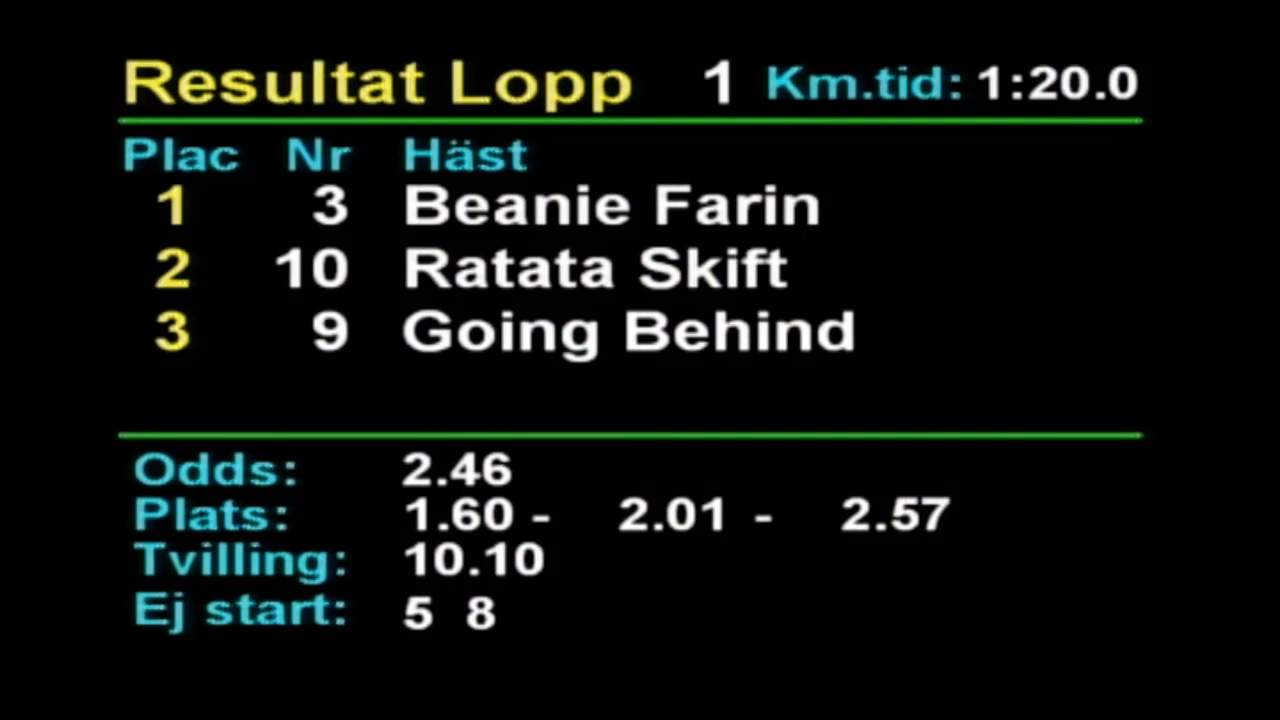 Resultat Lopp 1 Km.tid: 1:20.0
Plac Nr Häst
1 3 Beanie Farin
2 10 Ratata Skift
3 9 Going Behind
Odds: 2.46
Plats: 1.60 - 2.01 - 2.57
Tvilling: 10.10
Ej start: 5 8